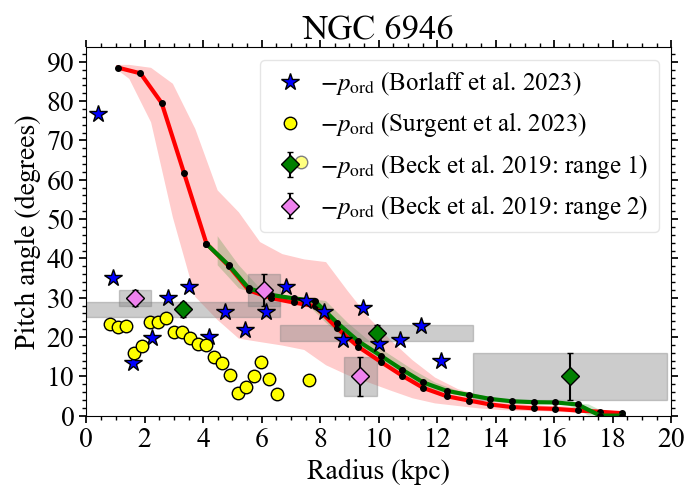 NGC 6946
Pitch angle (degrees)
90
80
70
60
50
40
30
20
10
0
−p_ord (Borlaff et al. 2023)
−p_ord (Surgent et al. 2023)
−p_ord (Beck et al. 2019: range 1)
−p_ord (Beck et al. 2019: range 2)
0 2 4 6 8 10 12 14 16 18 20
Radius (kpc)